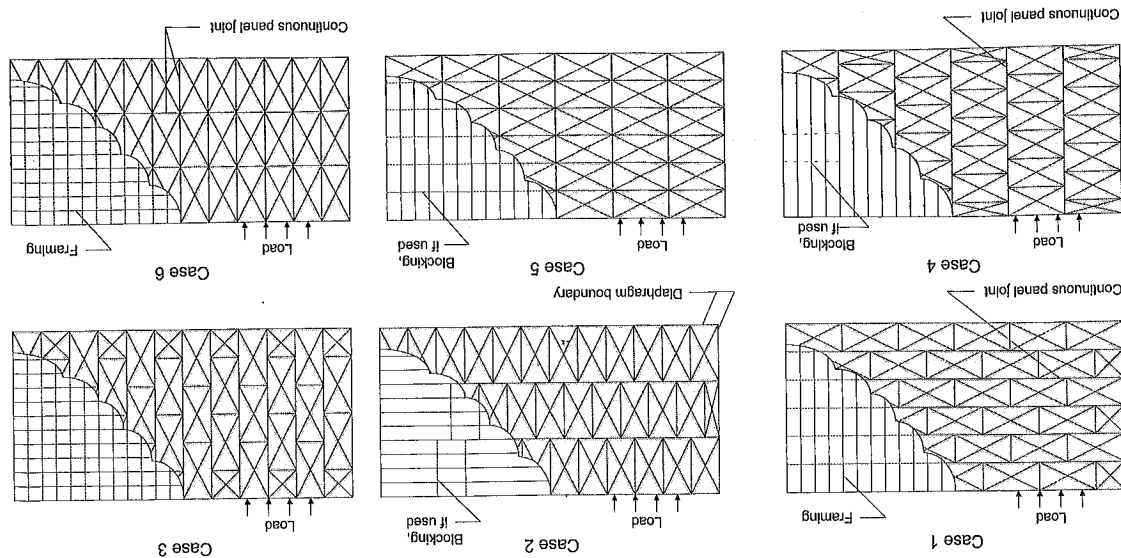 Case 1
Load
Framing
Continuous panel joint
Case 2
Load
Blocking,
if used
Diaphragm boundary
Case 3
Load
Case 4
Load
Blocking,
if used
Continuous panel joint
Case 5
Load
Blocking,
if used
Case 6
Load
Framing
Continuous panel joint